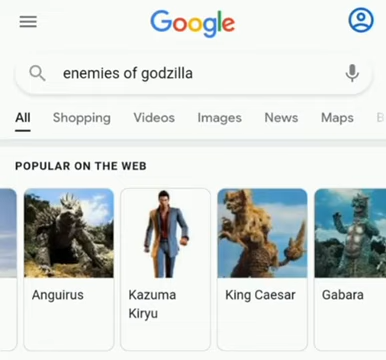 Google
enemies of godzilla
All Shopping Videos Images News Maps B
POPULAR ON THE WEB
Anguirus
Kazuma
Kiryu
King Caesar
Gabara